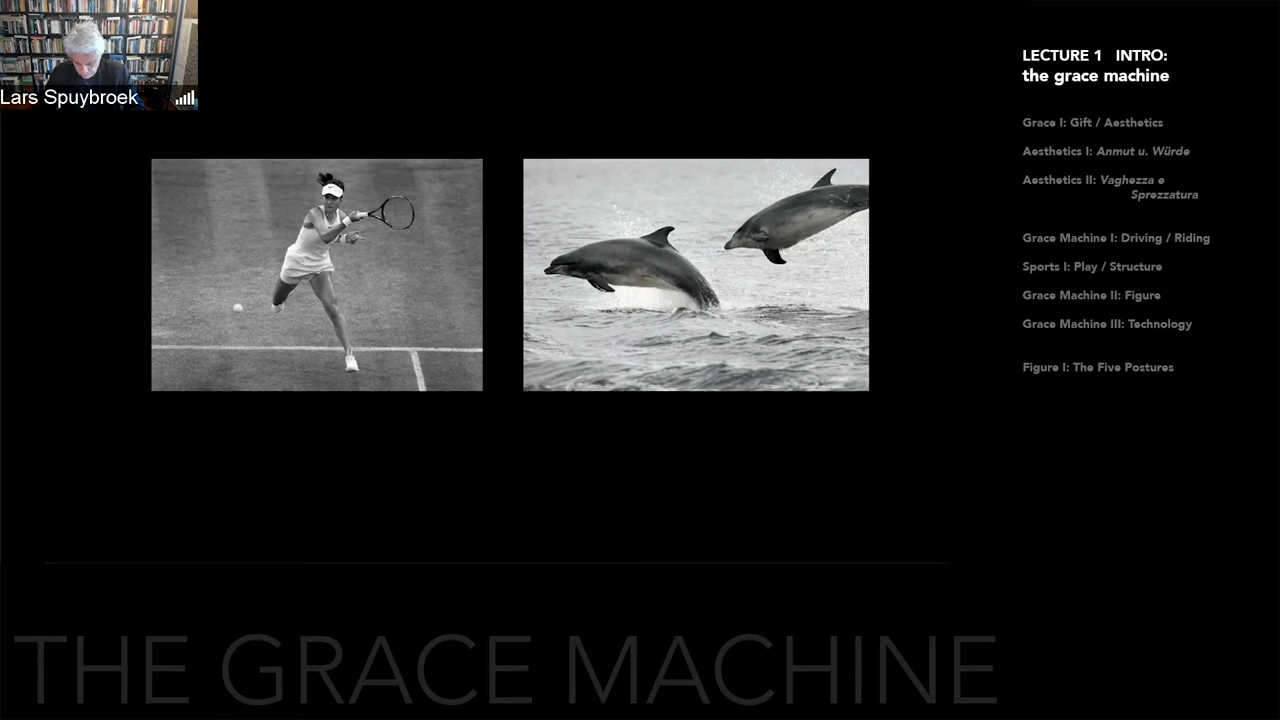 Lars Spuybroek
LECTURE 1 INTRO:
the grace machine
Grace I: Gift / Aesthetics
Aesthetics I: Anmut u. Würde
Aesthetics II: Vaghezza e
Sprezzatura
Grace Machine I: Driving / Riding
Sports I: Play / Structure
Grace Machine II: Figure
Grace Machine III: Technology
Figure I: The Five Postures
THE GRACE MACHINE